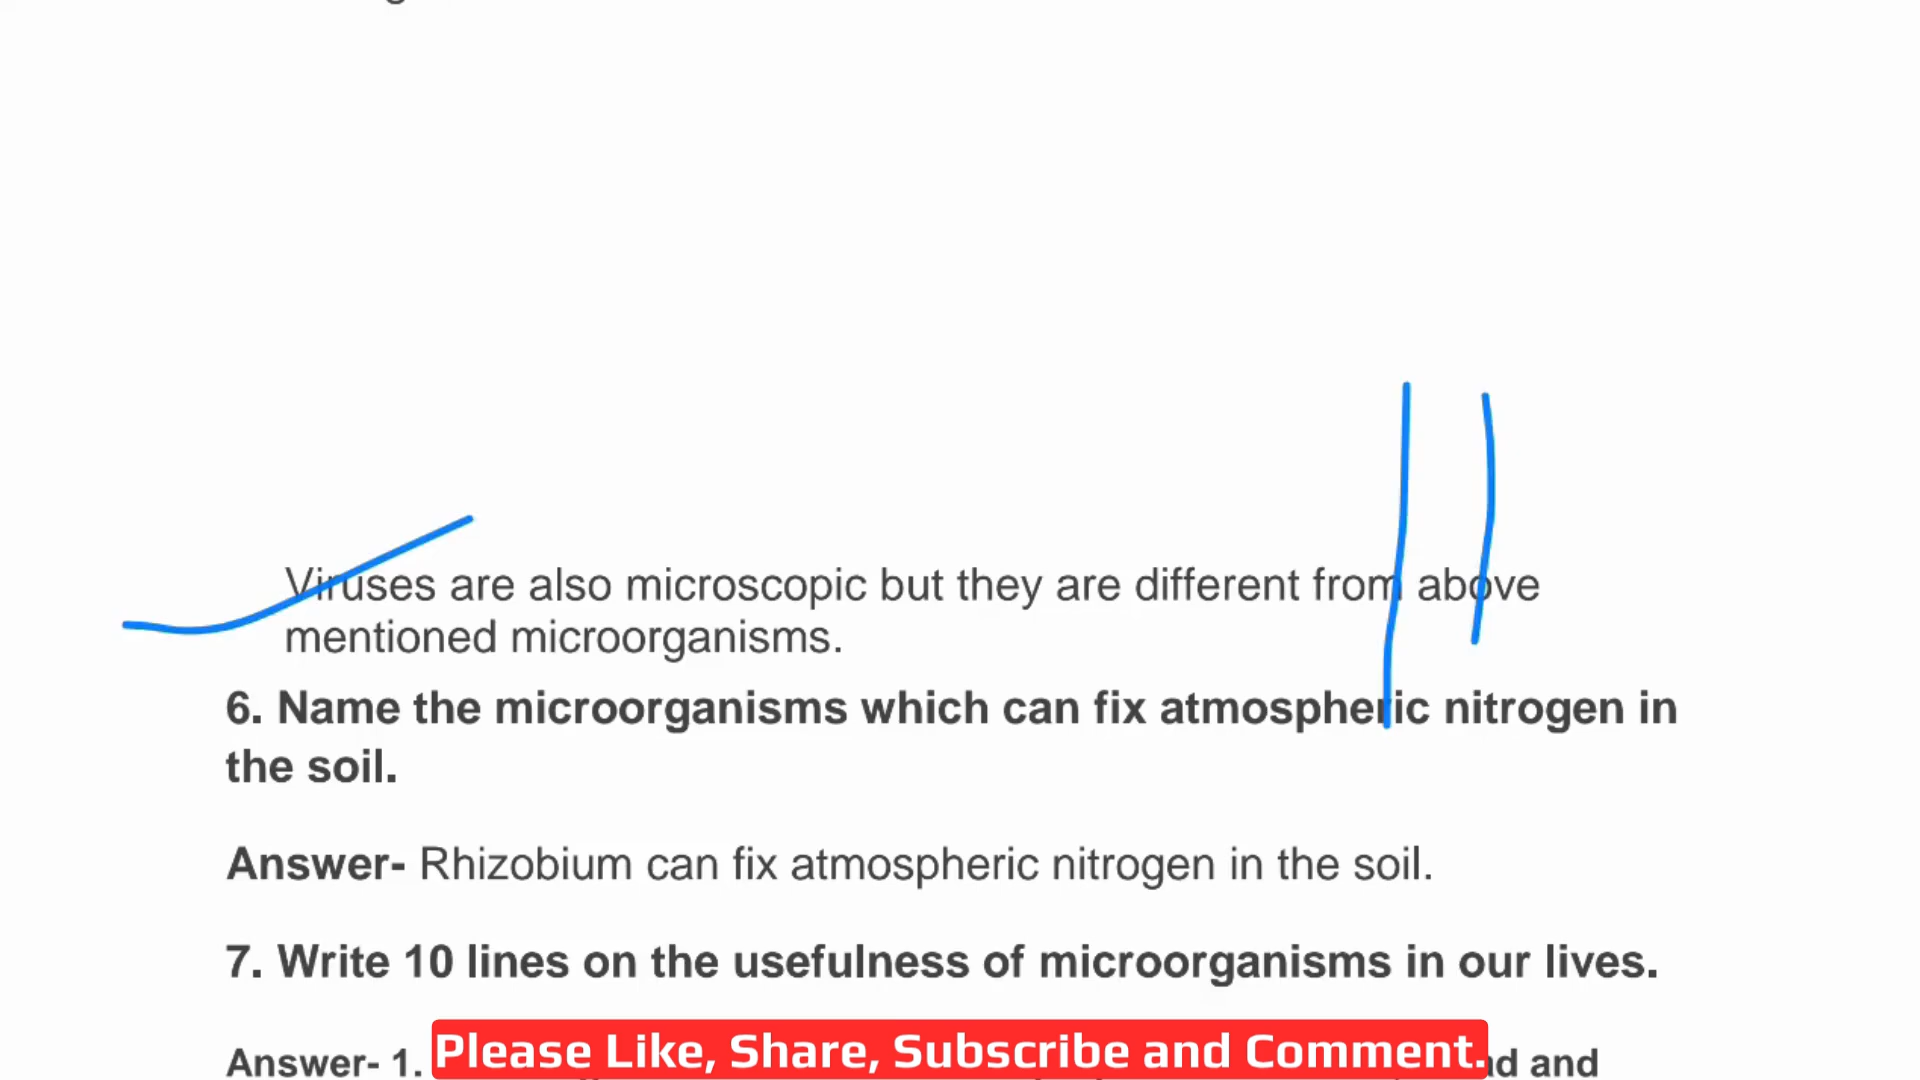 Viruses are also microscopic but they are different from above
mentioned microorganisms.
6. Name the microorganisms which can fix atmospheric nitrogen in
the soil.
Answer- Rhizobium can fix atmospheric nitrogen in the soil.
7. Write 10 lines on the usefulness of microorganisms in our lives.
Answer- 1.
Please Like, Share, Subscribe and Comment.
and